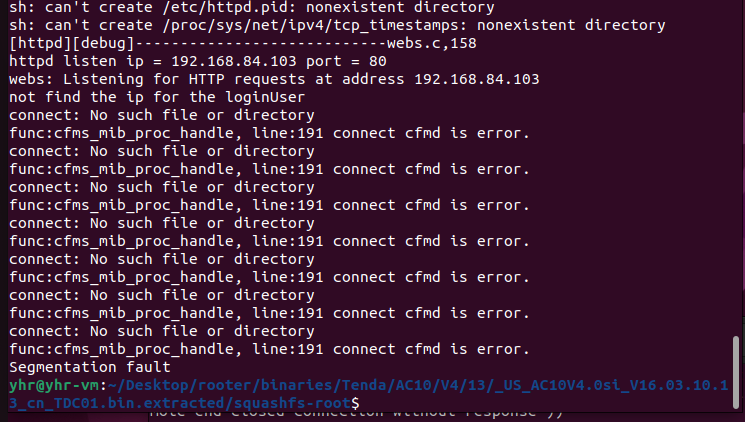 sh: can't create /etc/httpd.pid: nonexistent directory
sh: can't create /proc/sys/net/ipv4/tcp_timestamps: nonexistent directory
[httpd][debug]----------------------------webs.c,158
httpd listen ip = 192.168.84.103 port = 80
webs: Listening for HTTP requests at address 192.168.84.103
not find the ip for the loginUser
connect: No such file or directory
func:cfms_mib_proc_handle, line:191 connect cfmd is error.
connect: No such file or directory
func:cfms_mib_proc_handle, line:191 connect cfmd is error.
connect: No such file or directory
func:cfms_mib_proc_handle, line:191 connect cfmd is error.
connect: No such file or directory
func:cfms_mib_proc_handle, line:191 connect cfmd is error.
connect: No such file or directory
func:cfms_mib_proc_handle, line:191 connect cfmd is error.
connect: No such file or directory
func:cfms_mib_proc_handle, line:191 connect cfmd is error.
connect: No such file or directory
func:cfms_mib_proc_handle, line:191 connect cfmd is error.
Segmentation fault
yhr@yhr-vm:~/Desktop/rooter/binaries/Tenda/AC10/V4/13/_US_AC10V4.0si_V16.03.10.1
3_cn_TDC01.bin.extracted/squashfs-root$
end closed connection without response